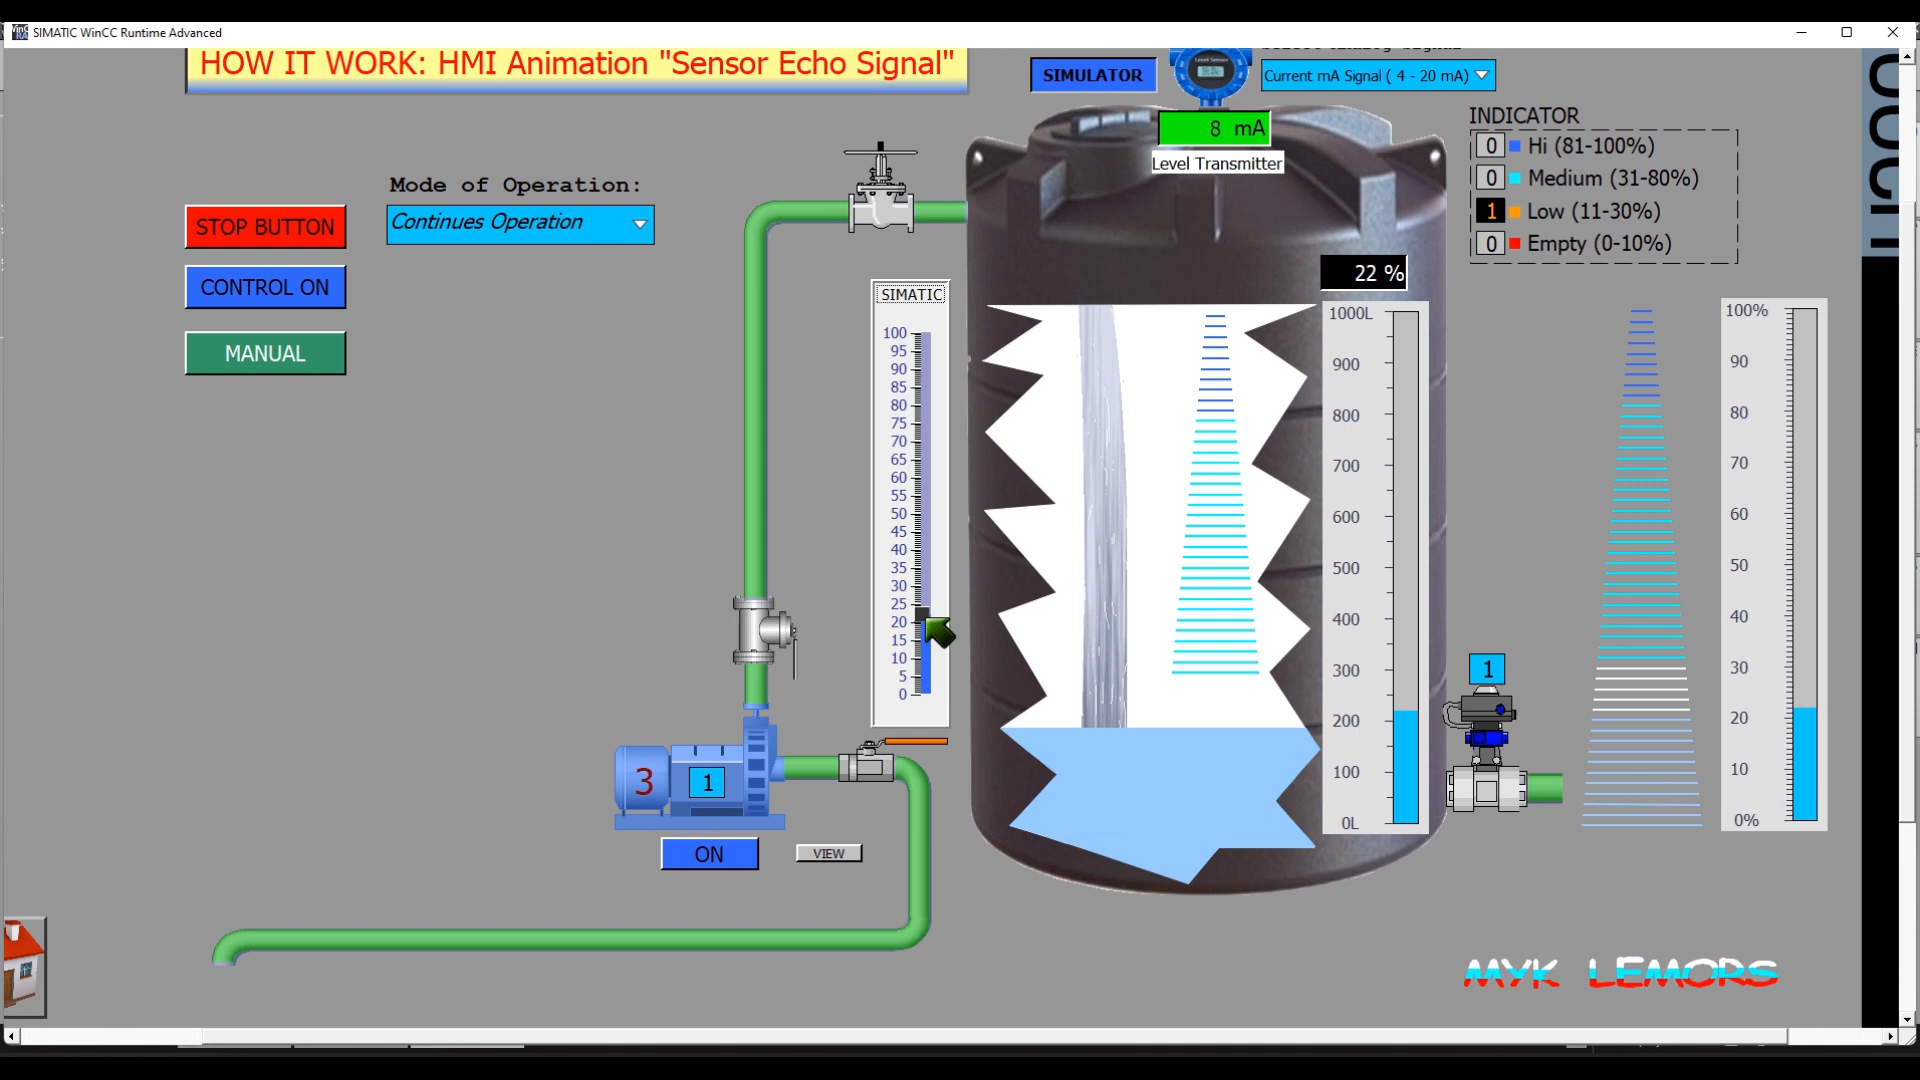 SIMATIC WinCC Runtime Advanced
HOW IT WORK: HMI Animation "Sensor Echo Signal"
SIMULATOR
Level Sensor
Current mA Signal ( 4 - 20 mA)
8 mA
Level Transmitter
INDICATOR
0 Hi (81-100%)
0 Medium (31-80%)
1 Low (11-30%)
0 Empty (0-10%)
Mode of Operation:
Continues Operation
STOP BUTTON
CONTROL ON
MANUAL
SIMATIC
100
95
90
85
80
75
70
65
60
55
50
45
40
35
30
25
20
15
10
5
0
22 %
1000L
900
800
700
600
500
400
300
200
100
0L
100%
90
80
70
60
50
40
30
20
10
0%
1
3
1
ON
VIEW
MYK LEMORS